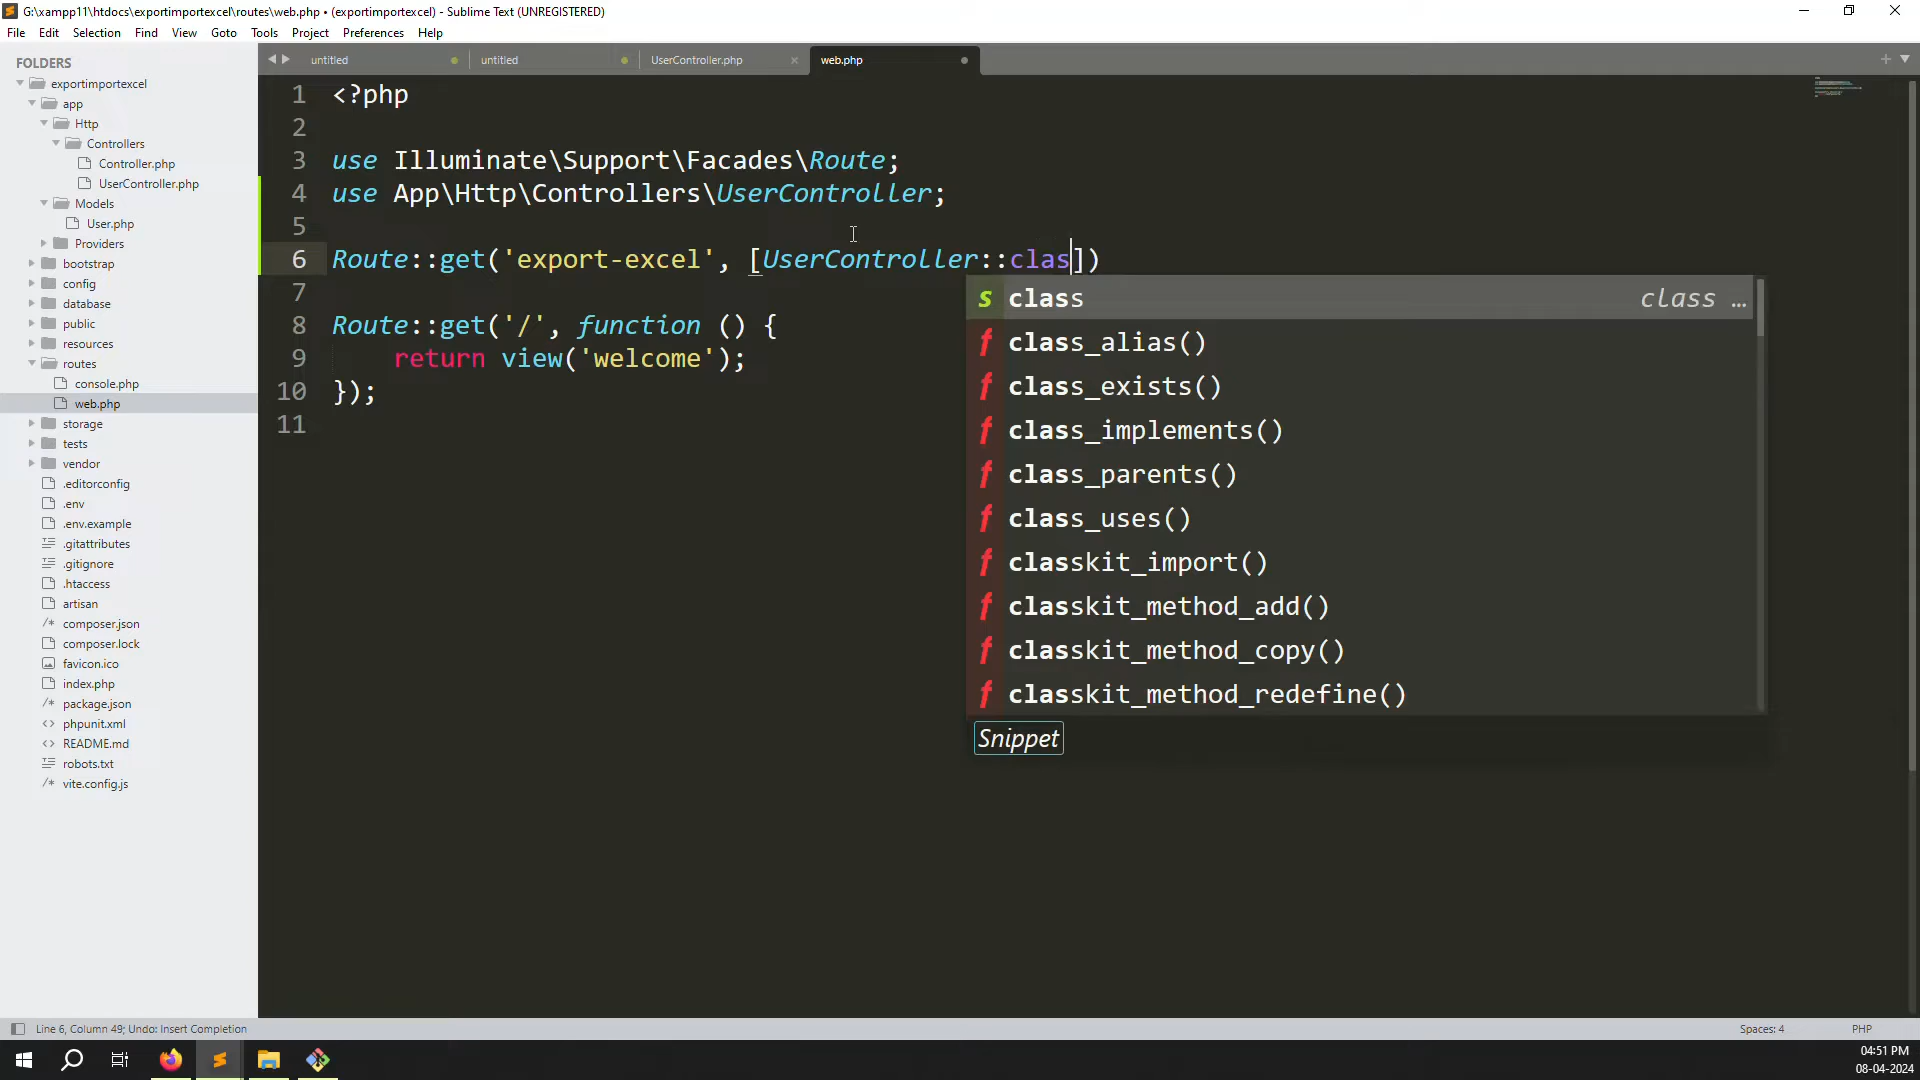 G:\xampp11\htdocs\exportimportexcel\routes\web.php • (exportimportexcel) - Sublime Text (UNREGISTERED)
File Edit Selection Find View Goto Tools Project Preferences Help
FOLDERS
exportimportexcel
app
Http
Controllers
Controller.php
UserController.php
Models
User.php
Providers
bootstrap
config
database
public
resources
routes
console.php
web.php
storage
tests
vendor
.editorconfig
.env
.env.example
.gitattributes
.gitignore
.htaccess
artisan
composer.json
composer.lock
favicon.ico
index.php
package.json
phpunit.xml
README.md
robots.txt
vite.config.js
untitled untitled UserController.php web.php
1 <?php
2
3 use Illuminate\Support\Facades\Route;
4 use App\Http\Controllers\UserController;
5
6 Route::get('export-excel', [UserController::clas])
7
8 Route::get('/', function () {
9 return view('welcome');
10 });
11
s class class ...
f class_alias()
f class_exists()
f class_implements()
f class_parents()
f class_uses()
f classkit_import()
f classkit_method_add()
f classkit_method_copy()
f classkit_method_redefine()
Snippet
Line 6, Column 49; Undo: Insert Completion Spaces: 4 PHP
04:51 PM
08-04-2024